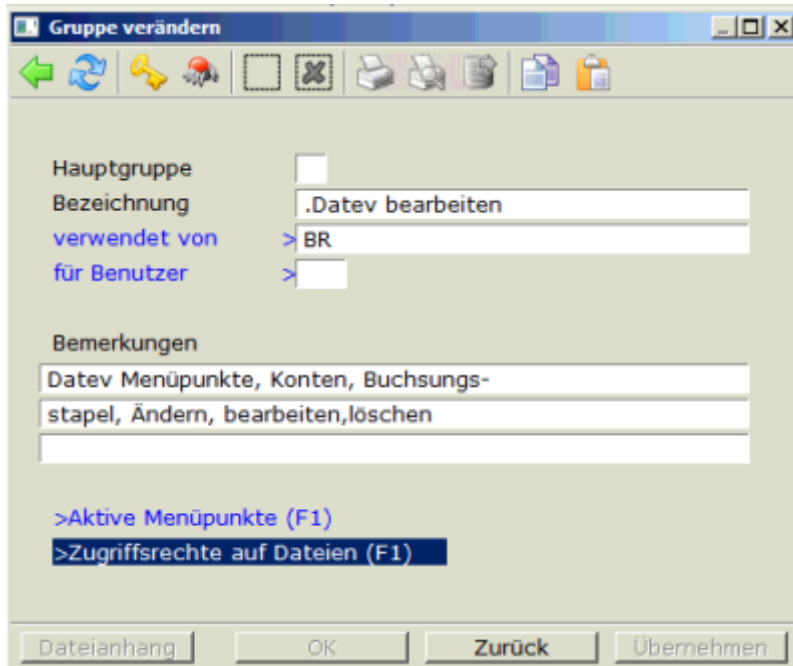 Gruppe verändern
Hauptgruppe
Bezeichnung .Datev bearbeiten
verwendet von > BR
für Benutzer >
Bemerkungen
Datev Menüpunkte, Konten, Buchsungs-
stapel, Ändern, bearbeiten,löschen
>Aktive Menüpunkte (F1)
>Zugriffsrechte auf Dateien (F1)
Dateianhang OK Zurück Übernehmen